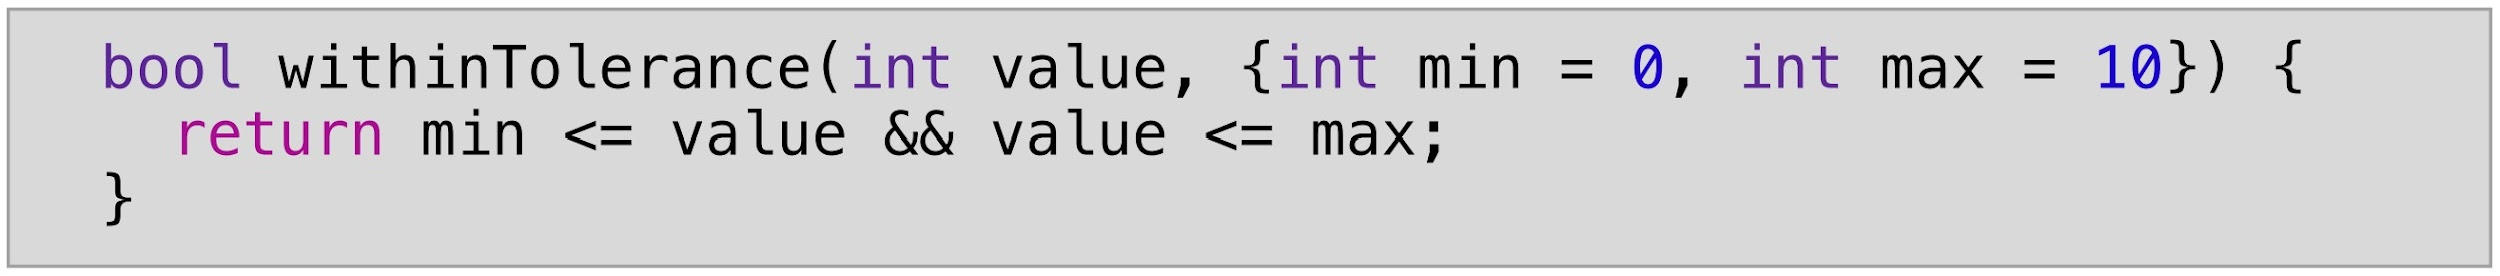 bool withinTolerance(int value, {int min = 0, int max = 10}) {
  return min <= value && value <= max;
}